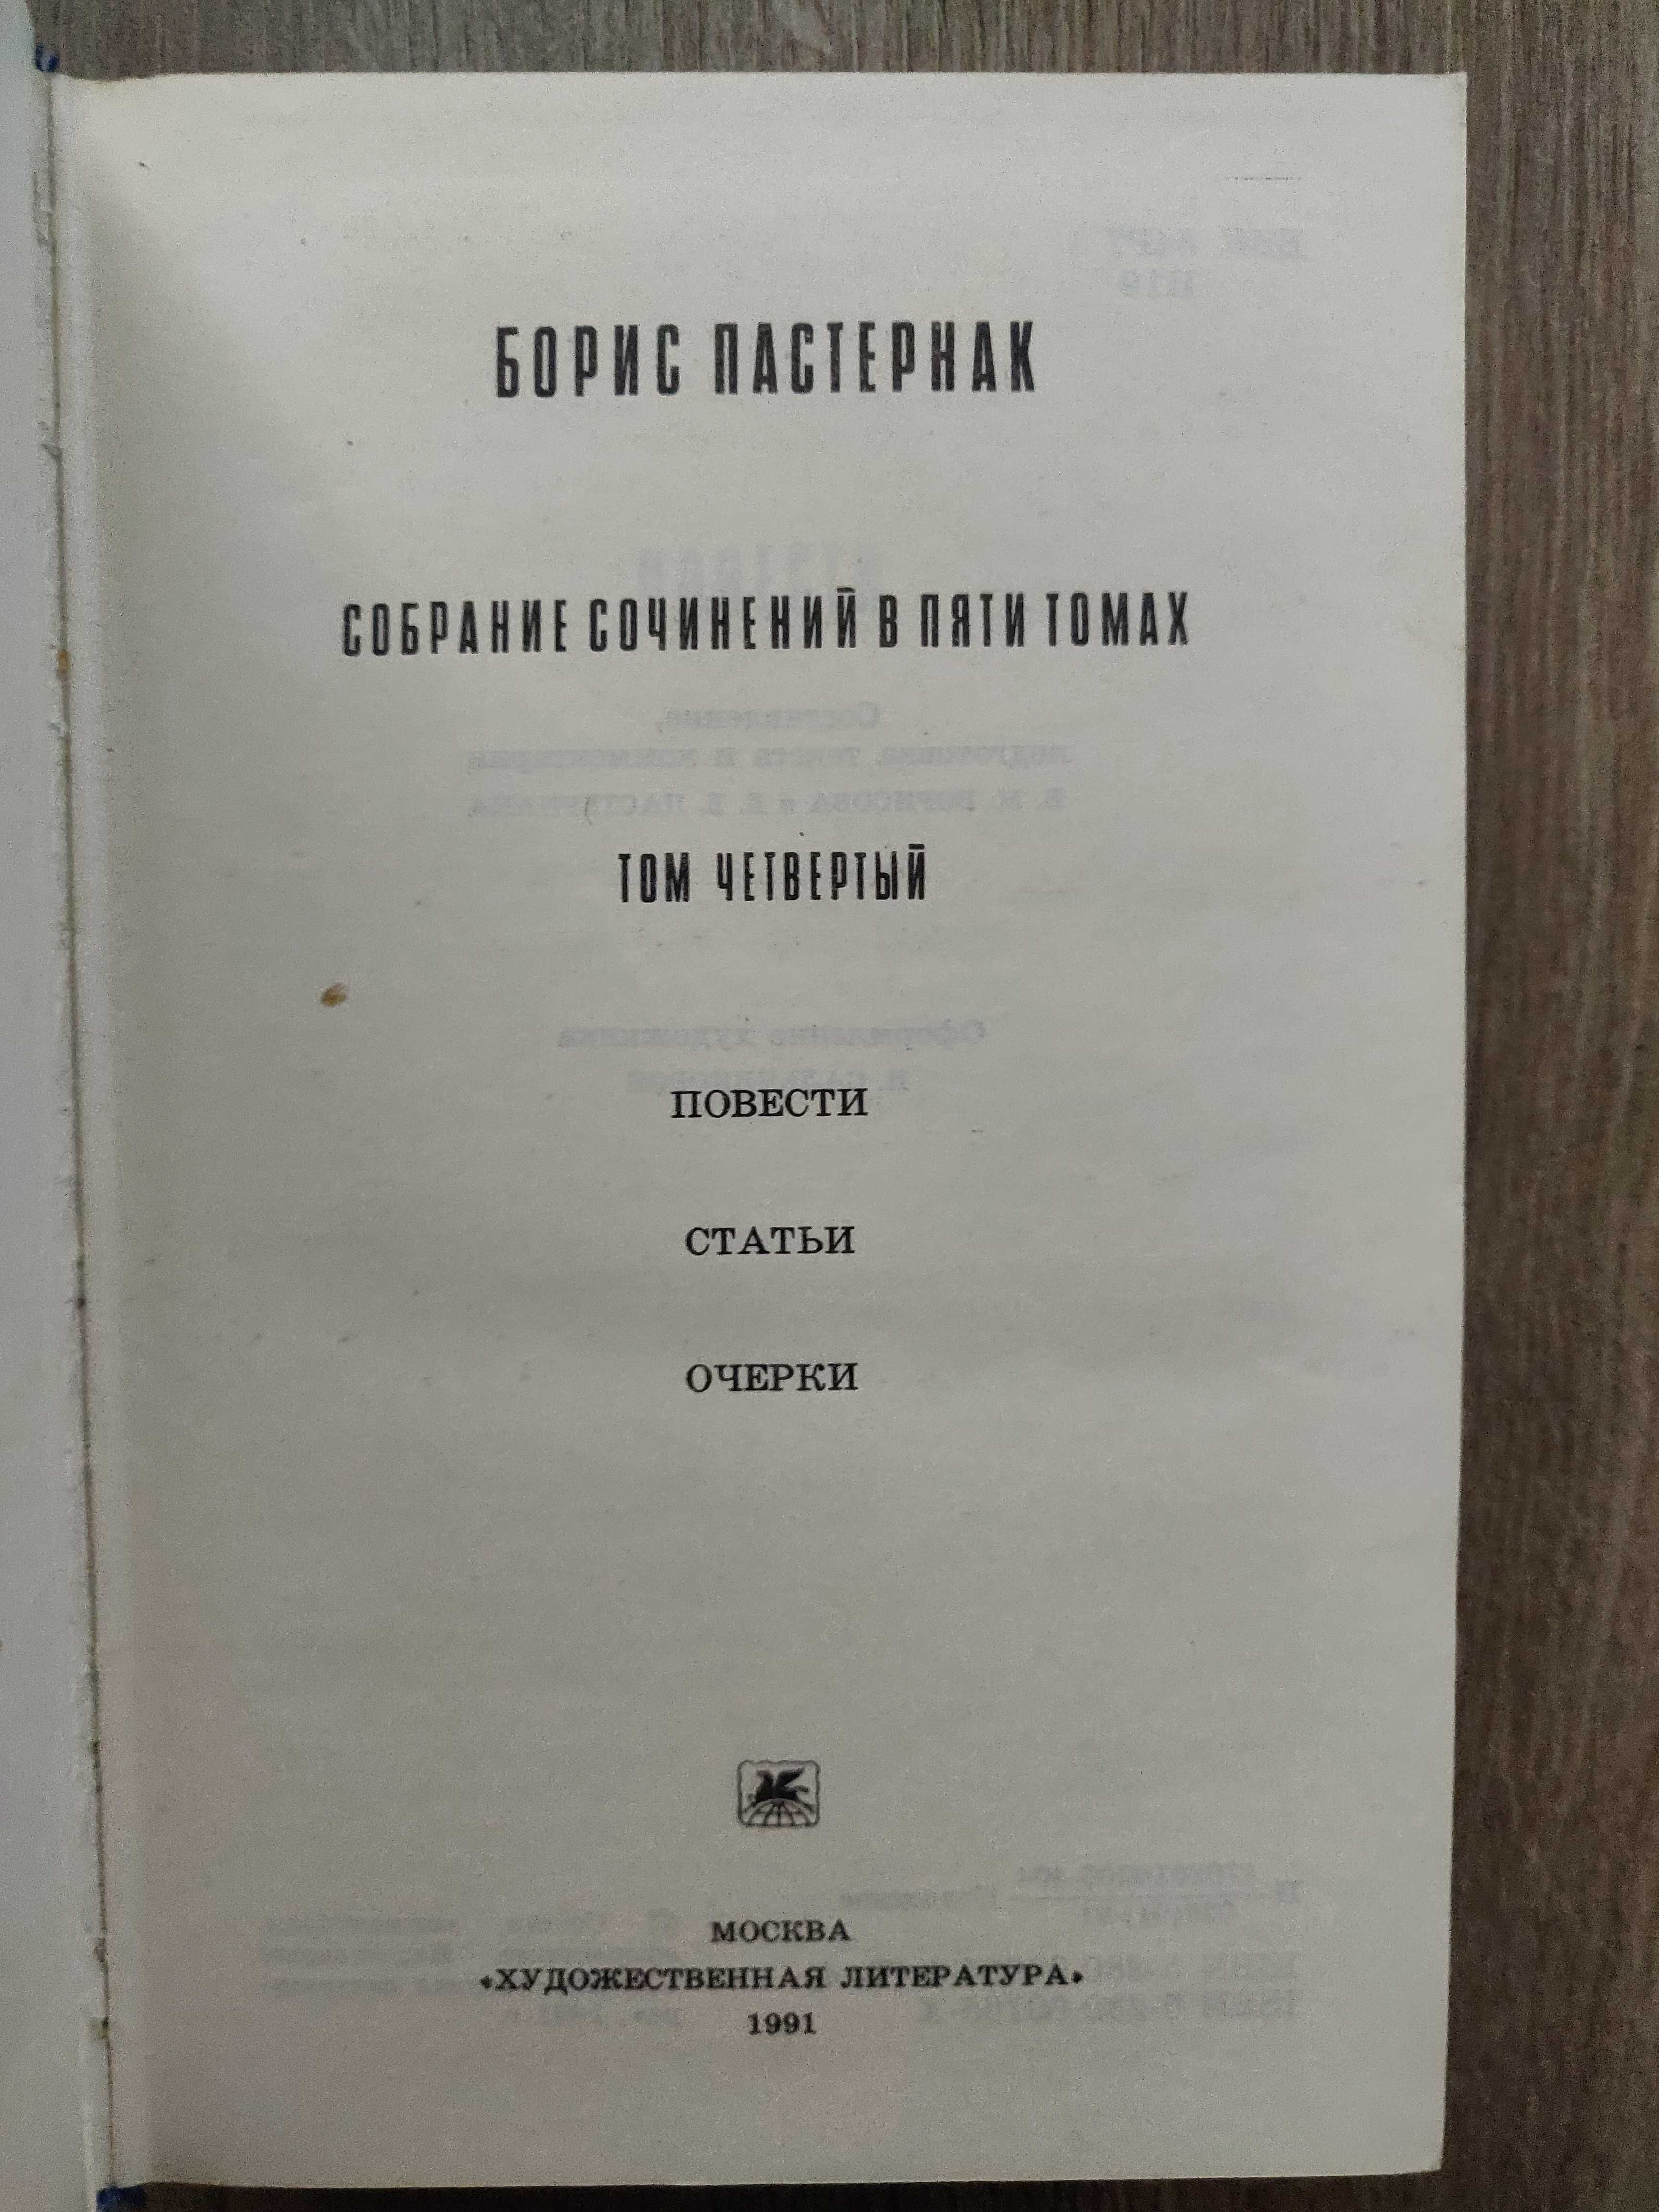 БОРИС ПАСТЕРНАК
СОБРАНИЕ СОЧИНЕНИЙ В ПЯТИ ТОМАХ
ТОМ ЧЕТВЕРТЫЙ
ПОВЕСТИ
СТАТЬИ
ОЧЕРКИ
МОСКВА
«ХУДОЖЕСТВЕННАЯ ЛИТЕРАТУРА»
1991